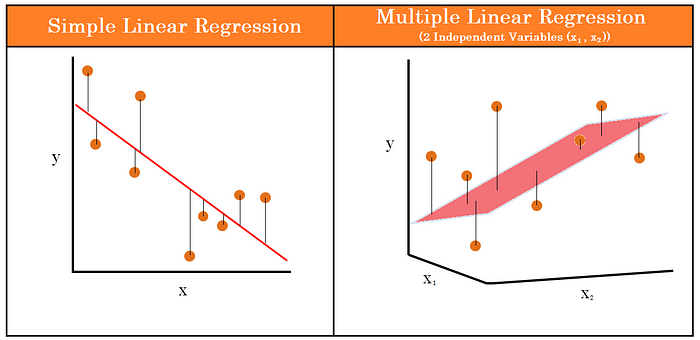 Simple Linear Regression
y
x
Multiple Linear Regression
(2 Independent Variables (x₁, x₂))
y
x₁
x₂